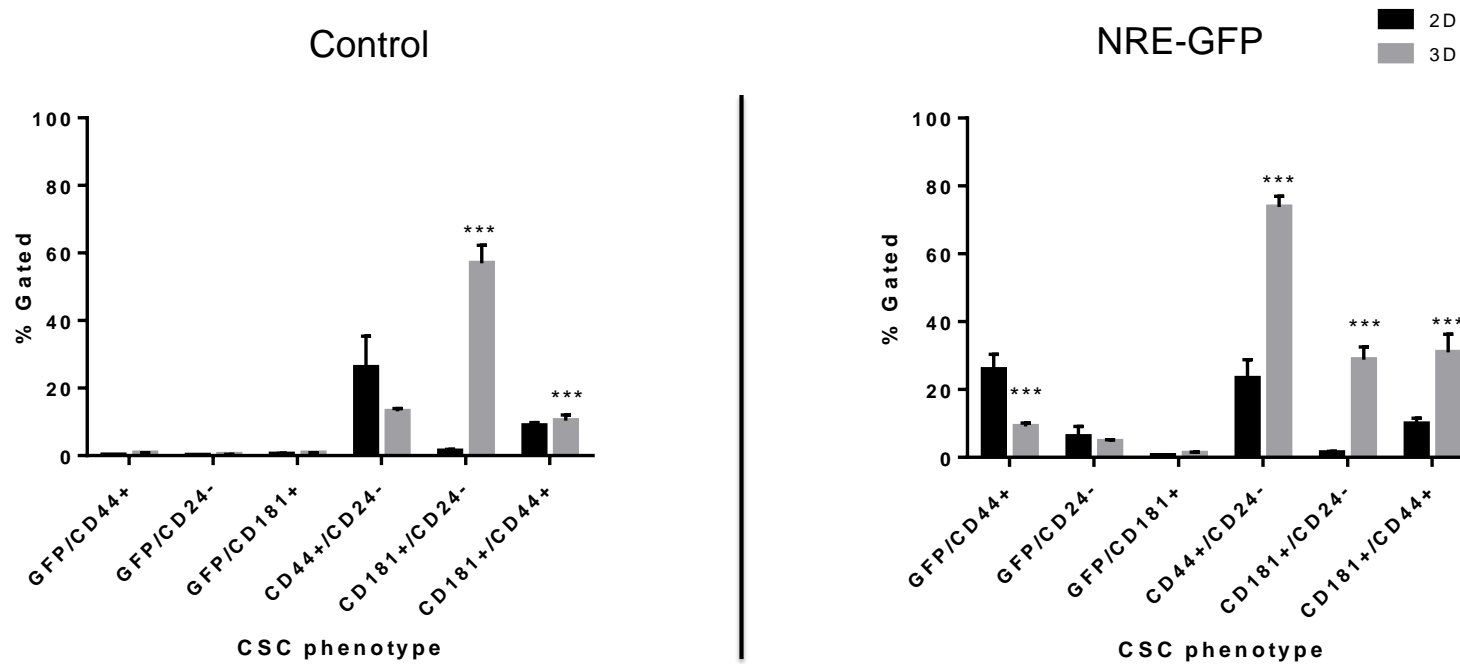 Control
100
80
60
40
20
0
% Gated
***
***
GFP/CD44+
GFP/CD24-
GFP/CD181+
CD44+/CD24-
CD181+/CD24-
CD181+/CD44+
CSC phenotype
NRE-GFP
2D
3D
100
80
60
40
20
0
% Gated
***
***
***
***
GFP/CD44+
GFP/CD24-
GFP/CD181+
CD44+/CD24-
CD181+/CD24-
CD181+/CD44+
CSC phenotype